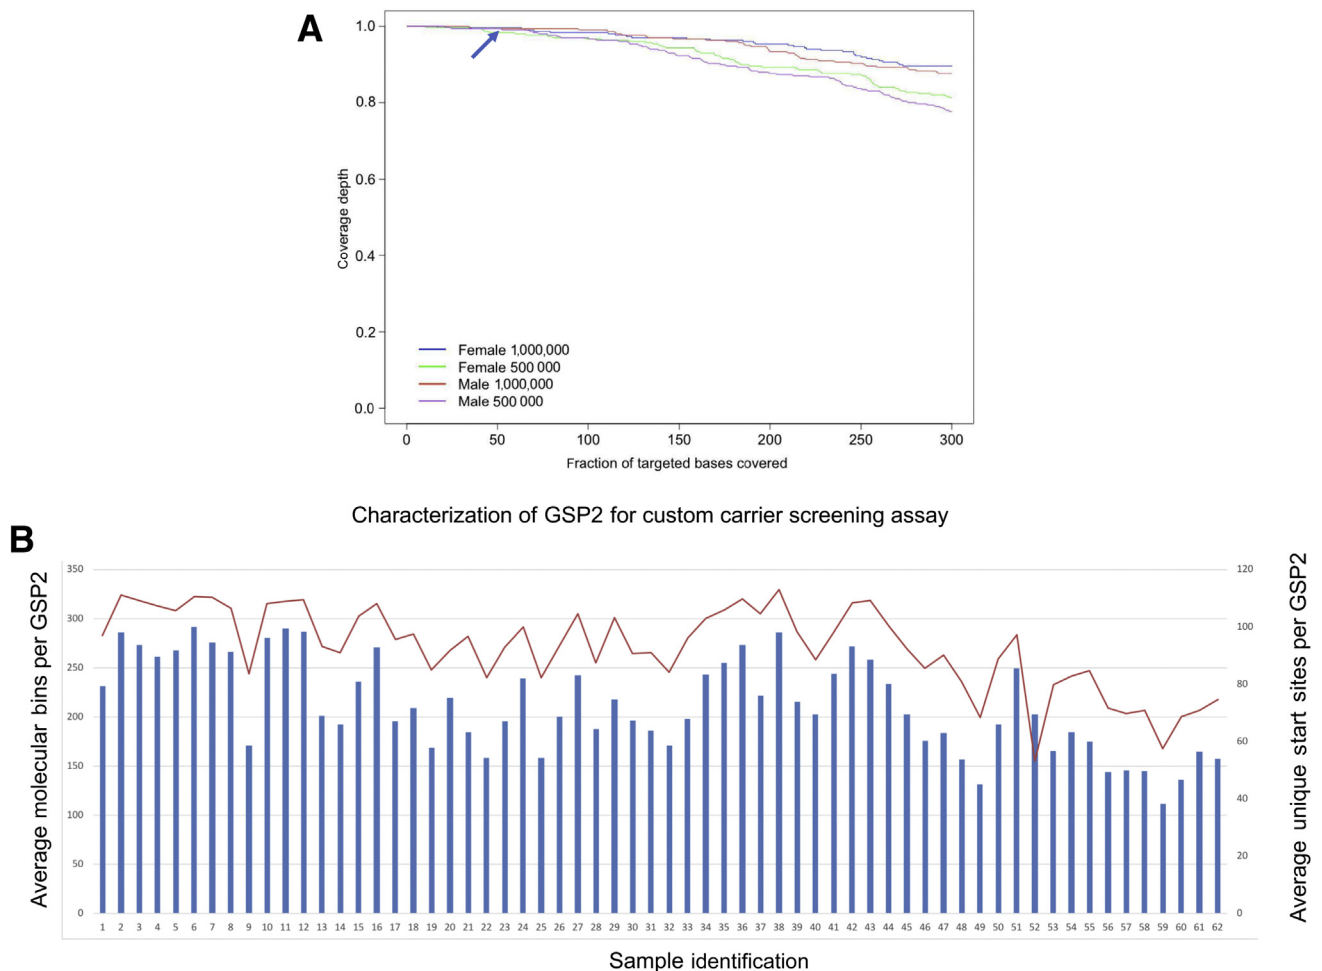 A
1.0
0.8
0.6
0.4
0.2
0.0
Coverage depth
Female 1,000,000
Female 500 000
Male 1,000,000
Male 500 000
0 50 100 150 200 250 300
Fraction of targeted bases covered
Characterization of GSP2 for custom carrier screening assay
B
Average molecular bins per GSP2
350
300
250
200
150
100
50
0
120
100
80
60
40
20
0
Average unique start sites per GSP2
1 2 3 4 5 6 7 8 9 10 11 12 13 14 15 16 17 18 19 20 21 22 23 24 25 26 27 28 29 30 31 32 33 34 35 36 37 38 39 40 41 42 43 44 45 46 47 48 49 50 51 52 53 54 55 56 57 58 59 60 61 62
Sample identification